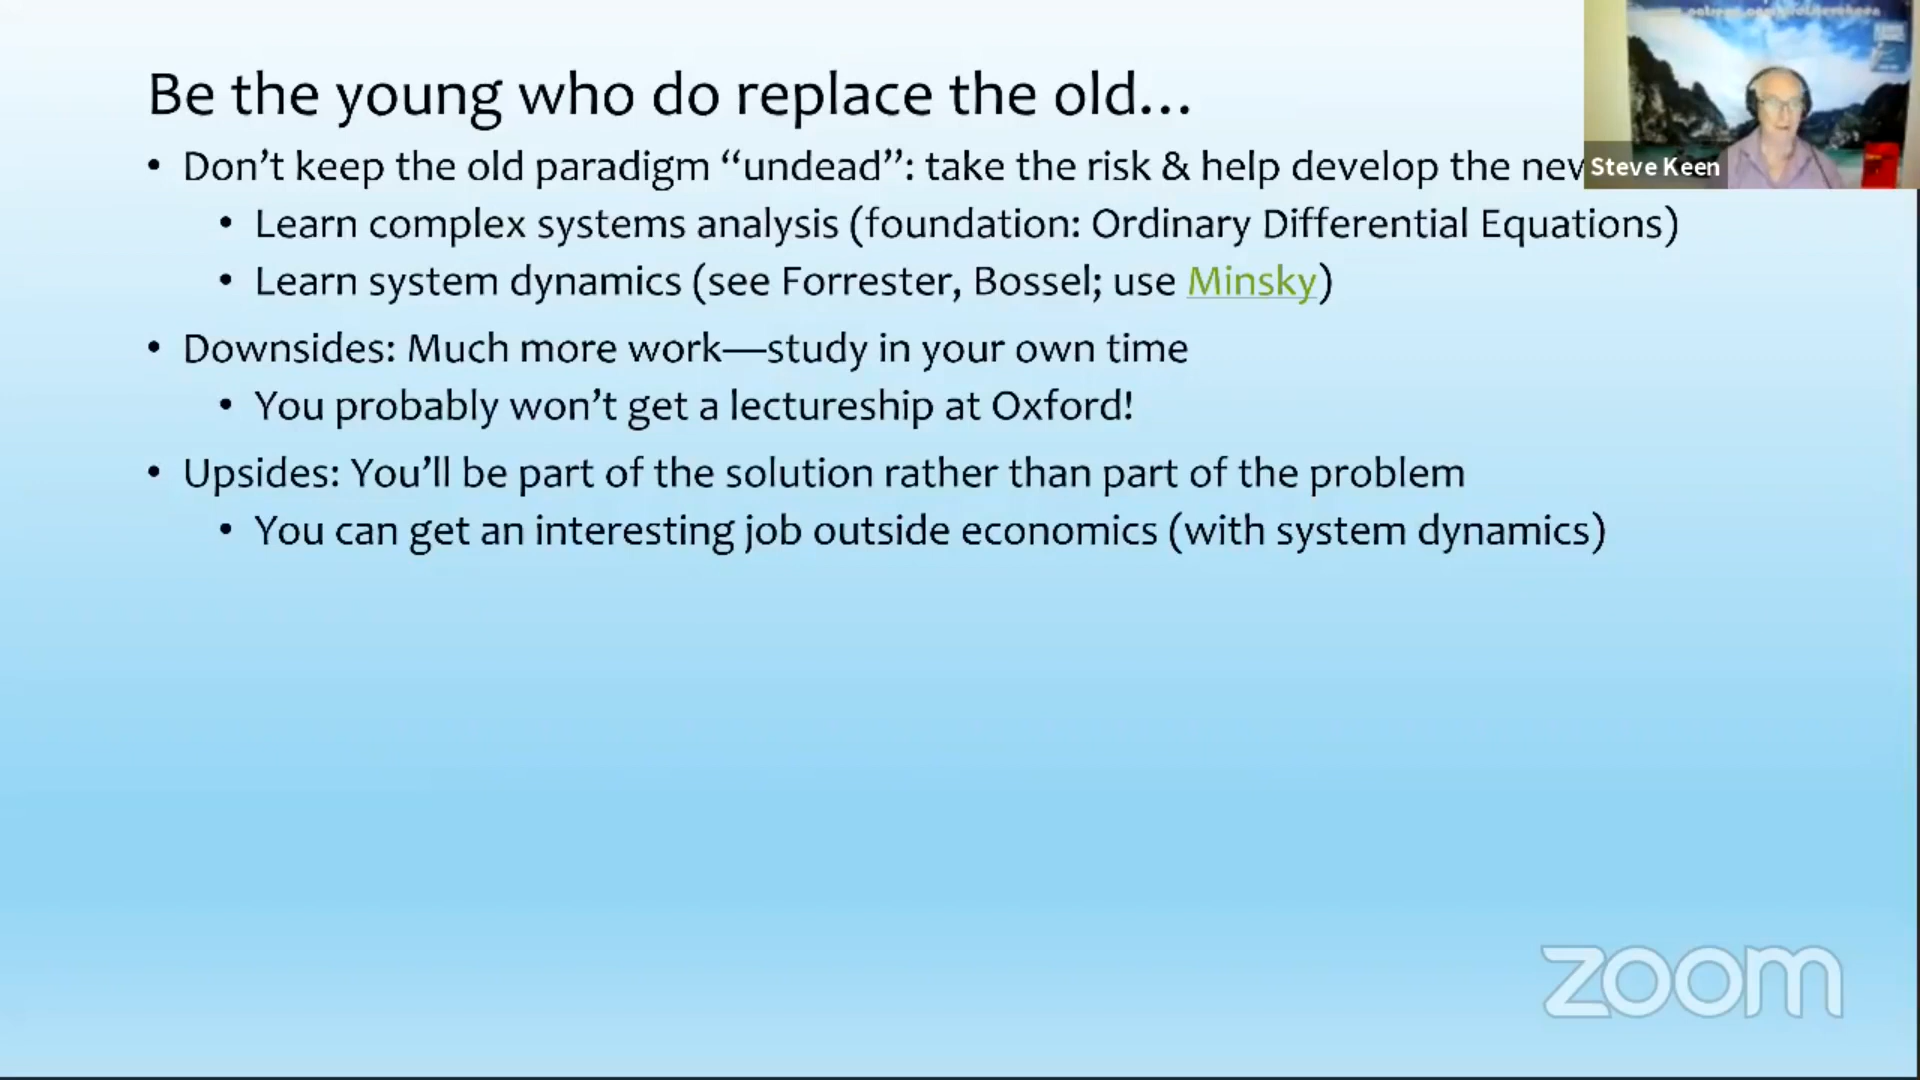 Be the young who do replace the old…
• Don’t keep the old paradigm “undead”: take the risk & help develop the
• Learn complex systems analysis (foundation: Ordinary Differential Equations)
• Learn system dynamics (see Forrester, Bossel; use Minsky)
• Downsides: Much more work—study in your own time
• You probably won’t get a lectureship at Oxford!
• Upsides: You’ll be part of the solution rather than part of the problem
• You can get an interesting job outside economics (with system dynamics)
Steve Keen
zoom